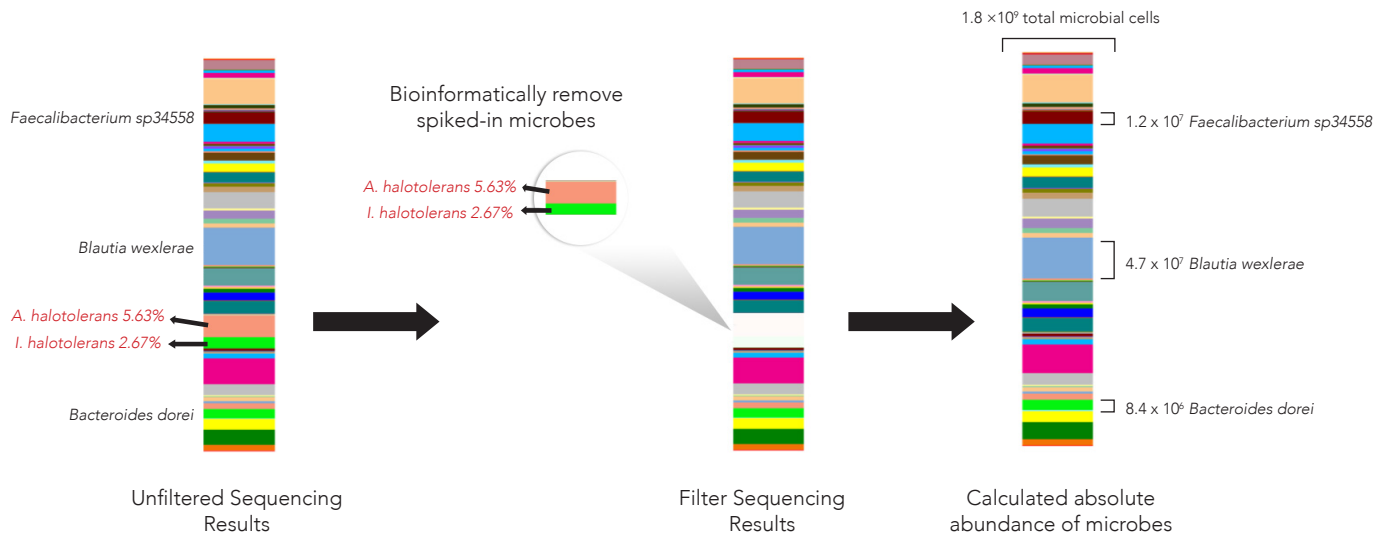 1.8 ×10⁹ total microbial cells
Bioinformatically remove
spiked-in microbes
Faecalibacterium sp34558
1.2 x 10⁷ Faecalibacterium sp34558
A. halotolerans 5.63%
I. halotolerans 2.67%
Blautia wexlerae
4.7 x 10⁷ Blautia wexlerae
A. halotolerans 5.63%
I. halotolerans 2.67%
Bacteroides dorei
8.4 x 10⁶ Bacteroides dorei
Unfiltered Sequencing
Results
Filter Sequencing
Results
Calculated absolute
abundance of microbes